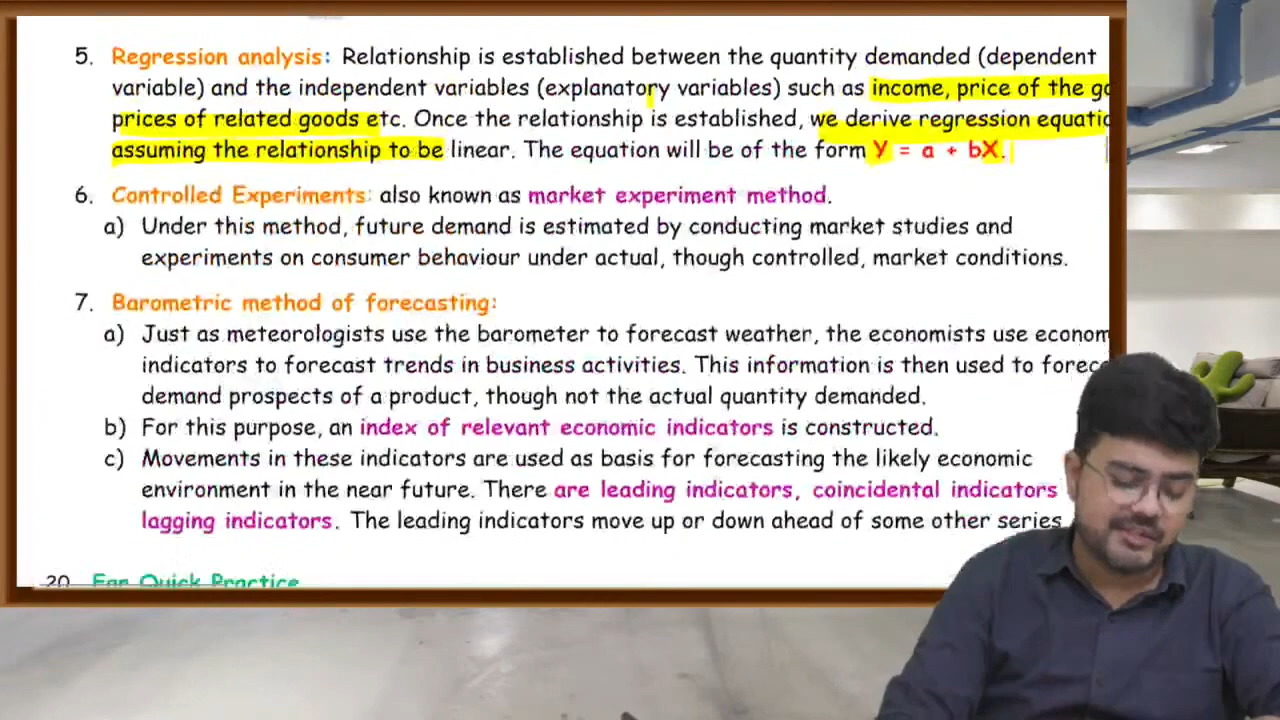 5. Regression analysis: Relationship is established between the quantity demanded (dependent
variable) and the independent variables (explanatory variables) such as income, price of the
prices of related goods etc. Once the relationship is established, we derive regression
assuming the relationship to be linear. The equation will be of the form Y = a + bX.
6. Controlled Experiments: also known as market experiment method.
a) Under this method, future demand is estimated by conducting market studies and
experiments on consumer behaviour under actual, though controlled, market conditions.
7. Barometric method of forecasting:
a) Just as meteorologists use the barometer to forecast weather, the economists use
indicators to forecast trends in business activities. This information is then used to
demand prospects of a product, though not the actual quantity demanded.
b) For this purpose, an index of relevant economic indicators is constructed.
c) Movements in these indicators are used as basis for forecasting the likely economic
environment in the near future. There are leading indicators, coincidental indicators
lagging indicators. The leading indicators move up or down ahead of some other series
20 For Quick Practice